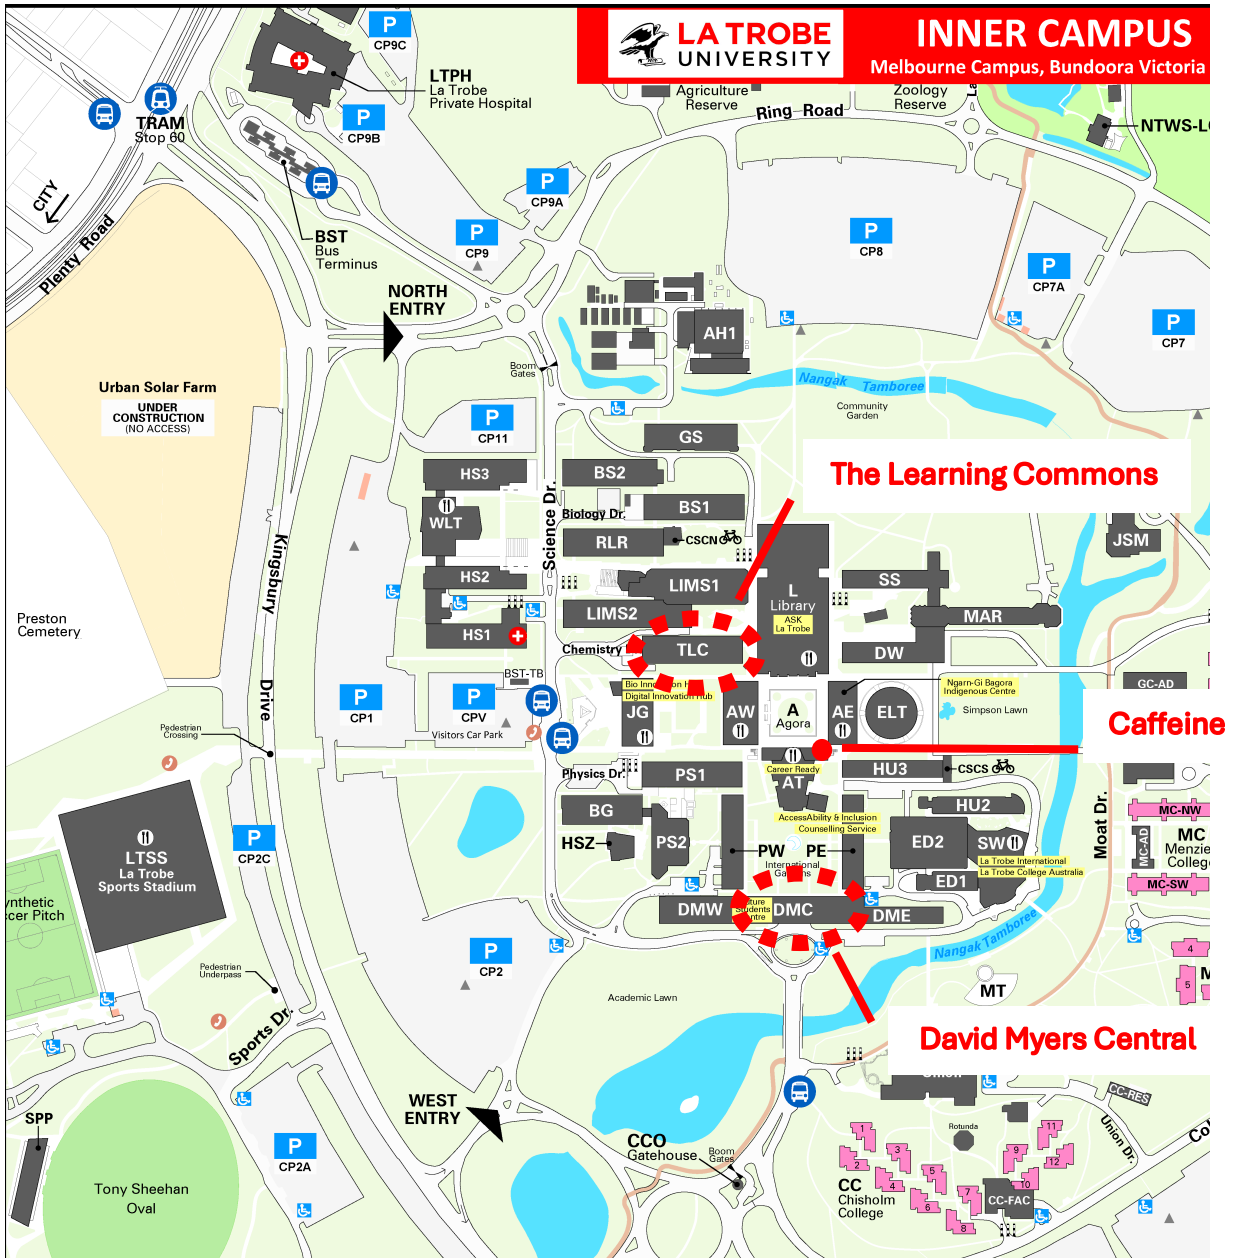 LA TROBE
UNIVERSITY
INNER CAMPUS
Melbourne Campus, Bundoora Victoria
P
CP9C
LTPH
La Trobe
Private Hospital
Agriculture
Reserve
Zoology
Reserve
Ring Road
NTWS-L
TRAM
Stop 60
P
CP9B
CITY
Plenty Road
BST
Bus
Terminus
P
CP9A
P
CP9
P
CP8
P
CP7A
P
CP7
NORTH
ENTRY
AH1
Boom
Gates
Nangak Tamboree
Community
Garden
Urban Solar Farm
UNDER
CONSTRUCTION
(NO ACCESS)
P
CP11
GS
HS3
BS2
The Learning Commons
WLT
Science Dr.
BS1
Biology Dr.
RLR
CSCN
JSM
Kingsbury
Drive
HS2
LIMS1
L
Library
ASK
La Trobe
SS
MAR
LIMS2
HS1
Preston
Cemetery
Chemistry
TLC
DW
BST-TB
Bio Inno
n H
Digital Innovation Hub
Ngarn-Gi Bagora
Indigenous Centre
GC-AD
P
CP1
P
CPV
Visitors Car Park
JG
AW
A
Agora
AE
ELT
Simpson Lawn
Caffeine
Pedestrian
Crossing
Physics Dr.
PS1
Career Ready
AT
HU3
CSCS
BG
HU2
Moat Dr.
MC-NW
AccessAbility & Inclusion
Counselling Service
HSZ
PS2
PW
PE
International
ED2
SW
MC-AD
MC
Menzie
College
La Trobe International
La Trobe College Australia
ED1
MC-SW
P
CP2C
LTSS
La Trobe
Sports Stadium
ynthetic
ccer Pitch
DMW
Students
DMC
DME
P
CP2
Nangak Tamboree
4
5
M
Pedestrian
Underpass
Academic Lawn
MT
Sports Dr.
David Myers Central
WEST
ENTRY
CC-RES
SPP
P
CP2A
CCO
Gatehouse
Boom
Gates
Rotunda
Union Dr.
Col
1
2
3
4
5
6
7
8
9
10
11
12
CC
Chisholm
College
CC-FAC
Tony Sheehan
Oval